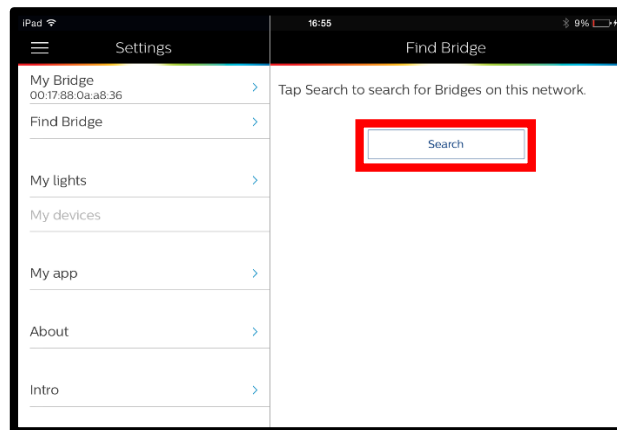 iPad 16:55 9%
Settings
Find Bridge
My Bridge
00:17:88:0a:a8:36
Find Bridge
My lights
My devices
My app
About
Intro
Tap Search to search for Bridges on this network.
Search